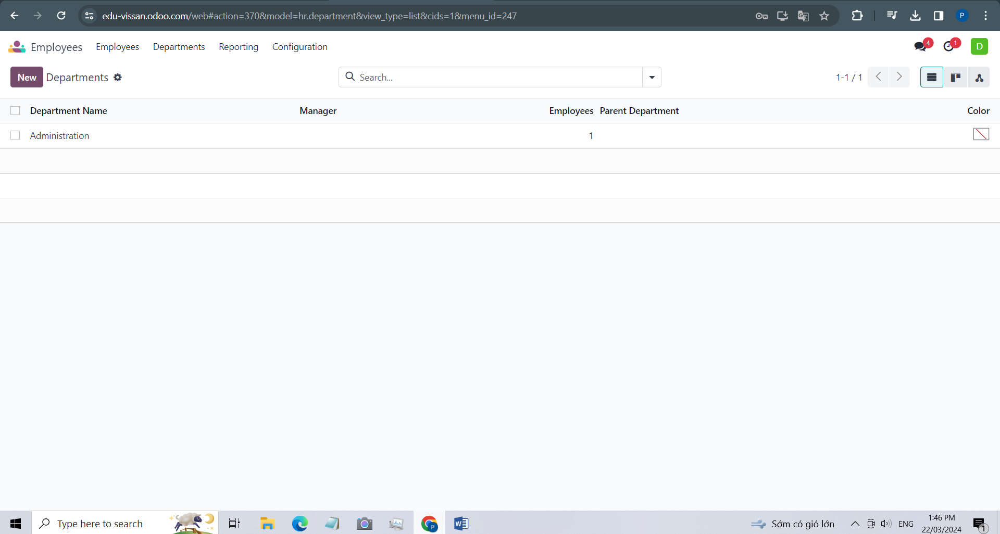 edu-vissan.odoo.com/web#action=370&model=hr.department&view_type=list&cids=1&menu_id=247
P
Employees Employees Departments Reporting Configuration 4 1 D
New Departments Search... 1-1 / 1
Department Name Manager Employees Parent Department Color
Administration 1
Type here to search P W Sớm có gió lớn ENG 1:46 PM 22/03/2024 1